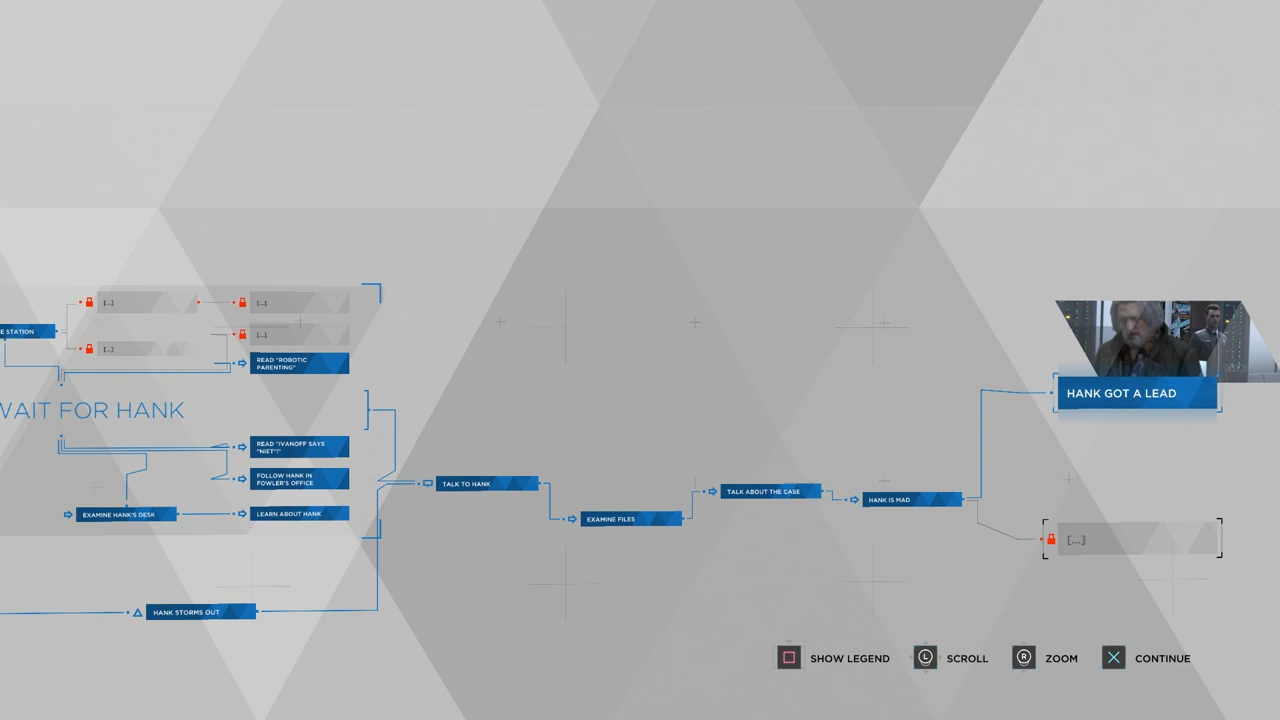 [...]
[...]
E STATION
[...]
[...]
READ "ROBOTIC
PARENTING"
WAIT FOR HANK
READ "IVANOFF SAYS
"NIET"!"
FOLLOW HANK IN
FOWLER'S OFFICE
EXAMINE HANK'S DESK
LEARN ABOUT HANK
HANK STORMS OUT
TALK TO HANK
EXAMINE FILES
TALK ABOUT THE CASE
HANK IS MAD
HANK GOT A LEAD
[...]
SHOW LEGEND
L
SCROLL
R
ZOOM
CONTINUE